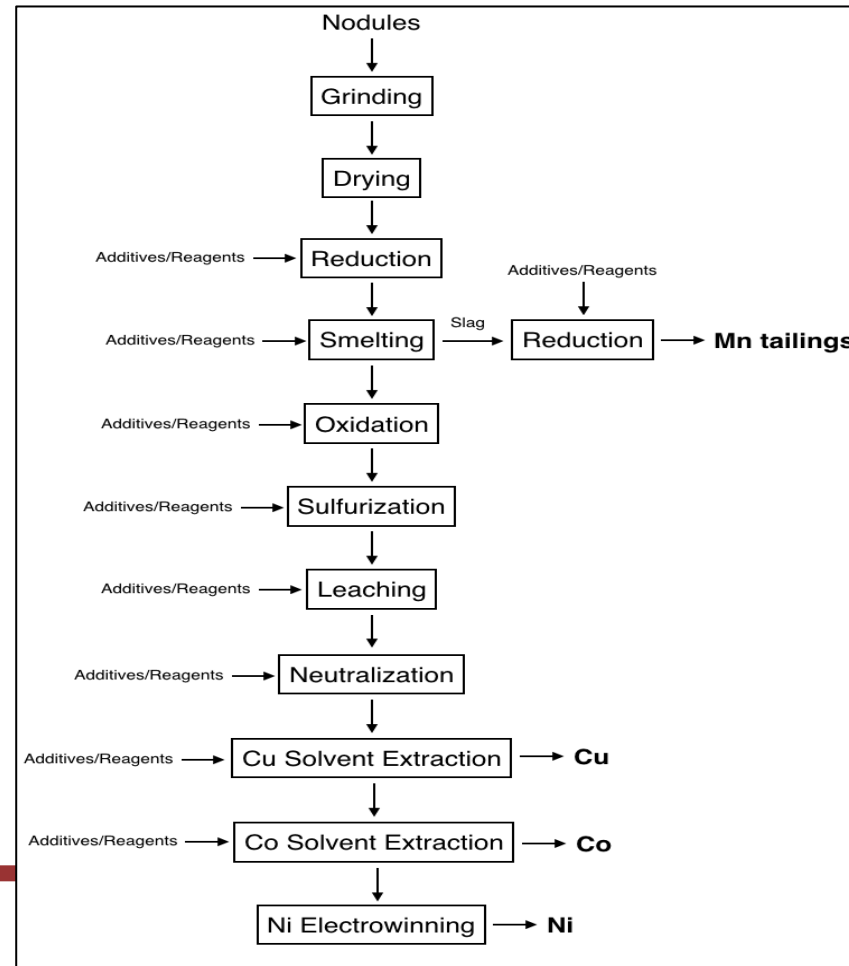 Nodules
Grinding
Drying
Additives/Reagents
Reduction
Additives/Reagents
Additives/Reagents
Smelting
Slag
Reduction
Mn tailings
Additives/Reagents
Oxidation
Additives/Reagents
Sulfurization
Additives/Reagents
Leaching
Additives/Reagents
Neutralization
Additives/Reagents
Cu Solvent Extraction
Cu
Additives/Reagents
Co Solvent Extraction
Co
Ni Electrowinning
Ni